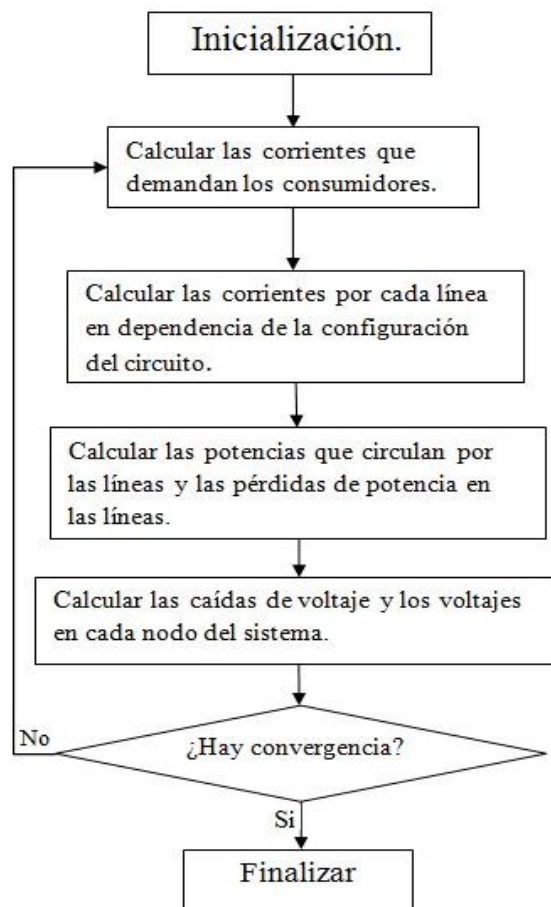 Inicialización.
Calcular las corrientes que
demandan los consumidores.
Calcular las corrientes por cada línea
en dependencia de la configuración
del circuito.
Calcular las potencias que circulan por
las líneas y las pérdidas de potencia en
las líneas.
Calcular las caídas de voltaje y los voltajes
en cada nodo del sistema.
No
¿Hay convergencia?
Si
Finalizar